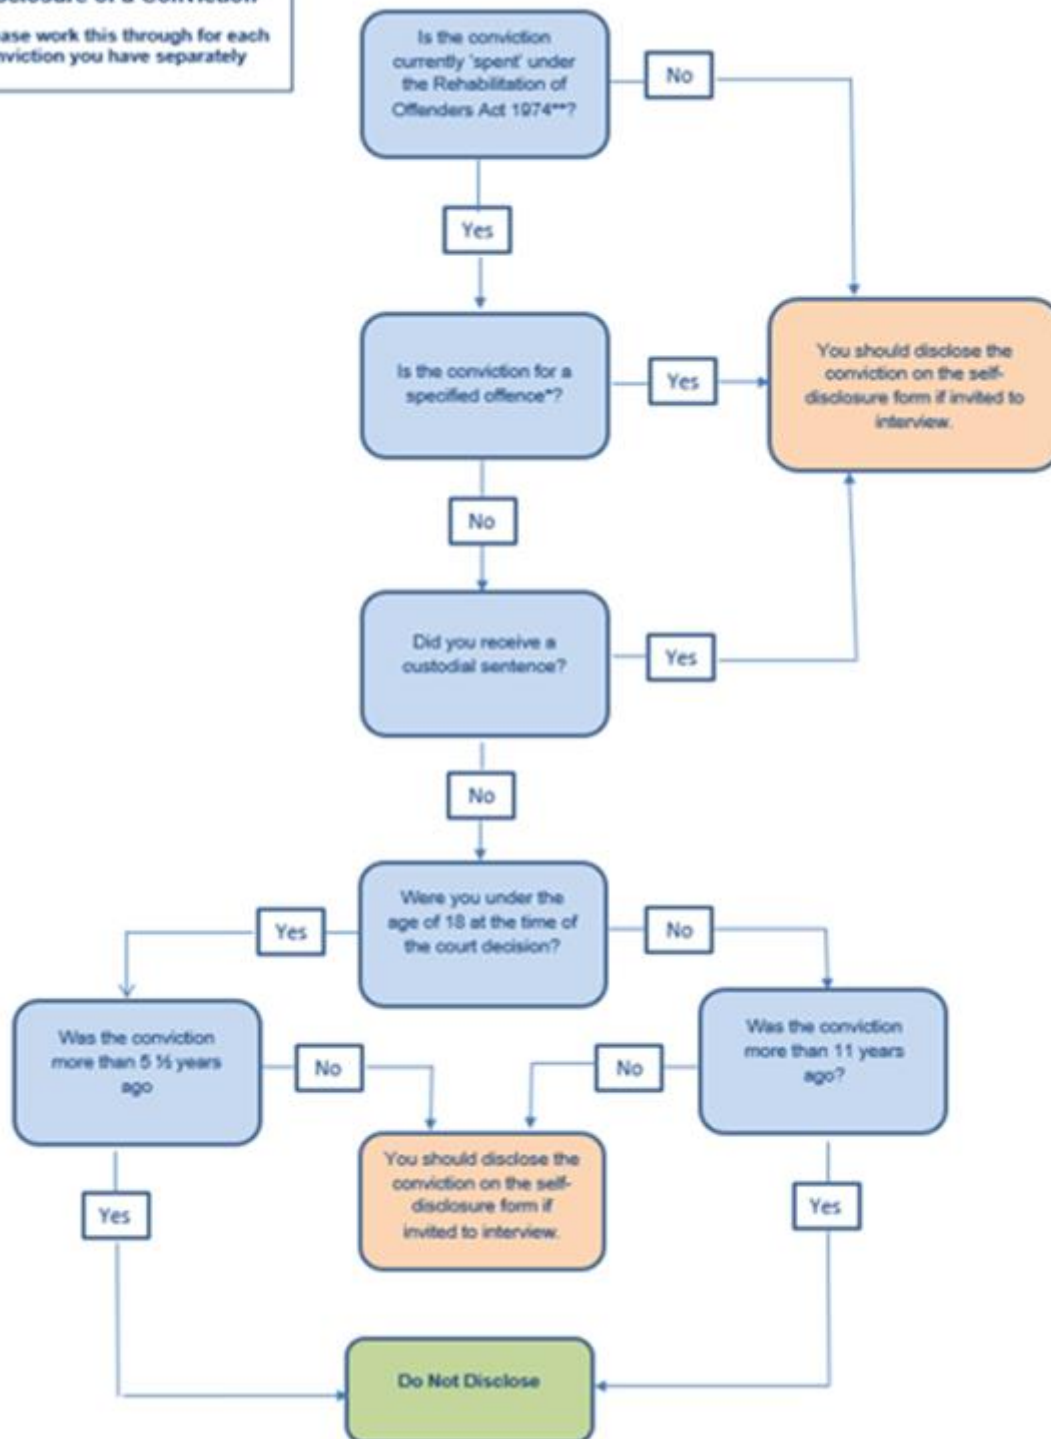 closure of a Conviction
ase work this through for each
nviction you have separately
Is the conviction
currently 'spent' under
the Rehabilitation of
Offenders Act 1974**?
No
Yes
Is the conviction for a
specified offence*?
Yes
You should disclose the
conviction on the self-
disclosure form if invited to
interview.
No
Did you receive a
custodial sentence?
Yes
No
Were you under the
age of 18 at the time of
the court decision?
Yes
No
Was the conviction
more than 5 ½ years
ago
No
Was the conviction
more than 11 years
ago?
No
You should disclose the
conviction on the self-
disclosure form if
invited to interview.
Yes
Yes
Do Not Disclose